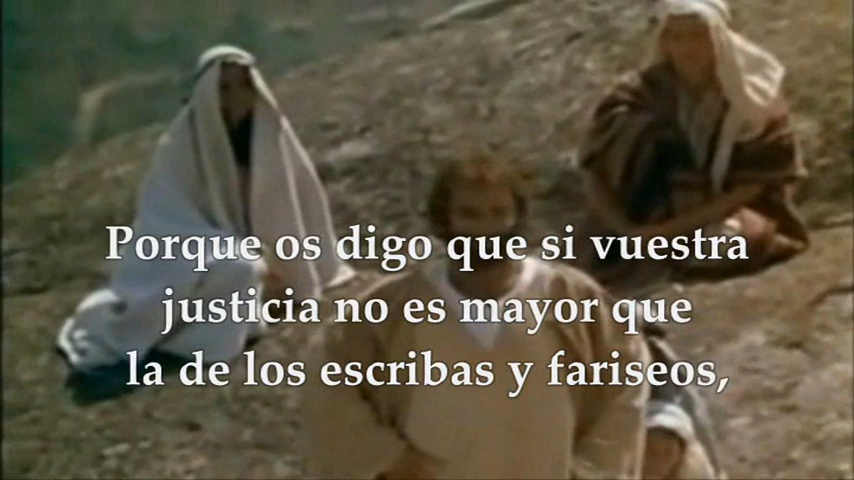 Porque os digo que si vuestra
justicia no es mayor que
la de los escribas y fariseos,